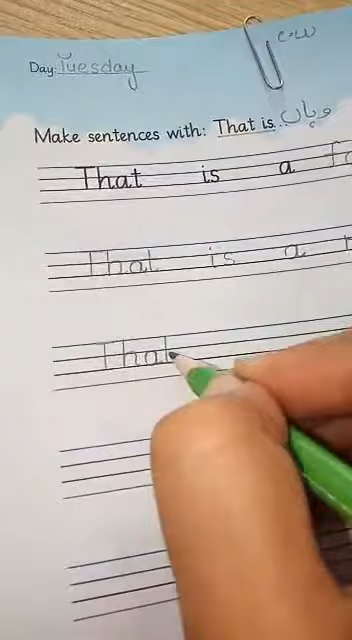 C.W
Day: Tuesday
Make sentences with: That is. وہاں
That is a
That is a
That